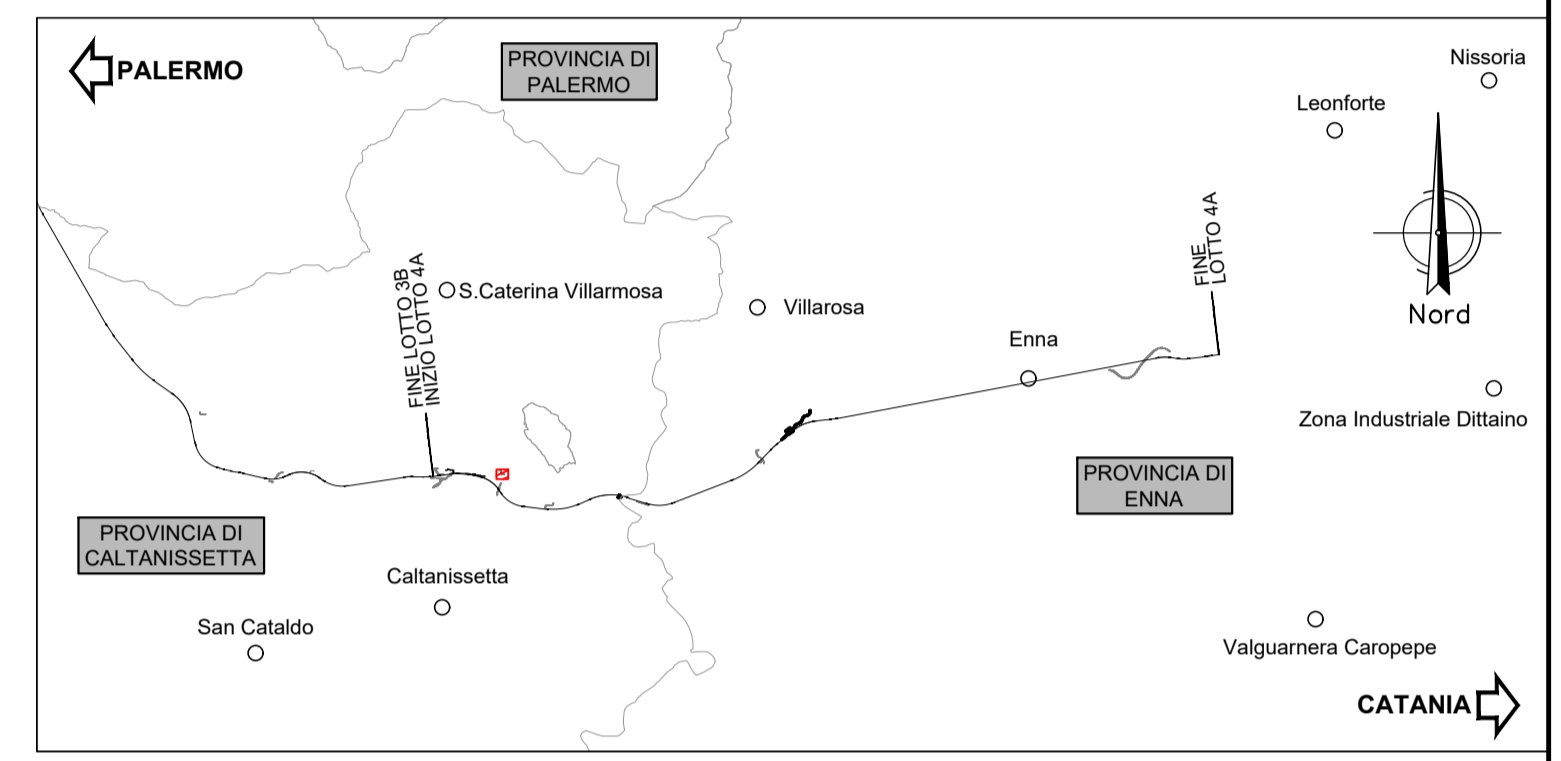 PALERMO
PROVINCIA DI
PALERMO
Nissoria
Leonforte
FINE
LOTTO 4A
FINE LOTTO 3B
INIZIO LOTTO 4A
S.Caterina Villarmosa
Villarosa
Nord
Enna
Zona Industriale Dittaino
PROVINCIA DI
ENNA
PROVINCIA DI
CALTANISSETTA
Caltanissetta
San Cataldo
Valguarnera Caropepe
CATANIA